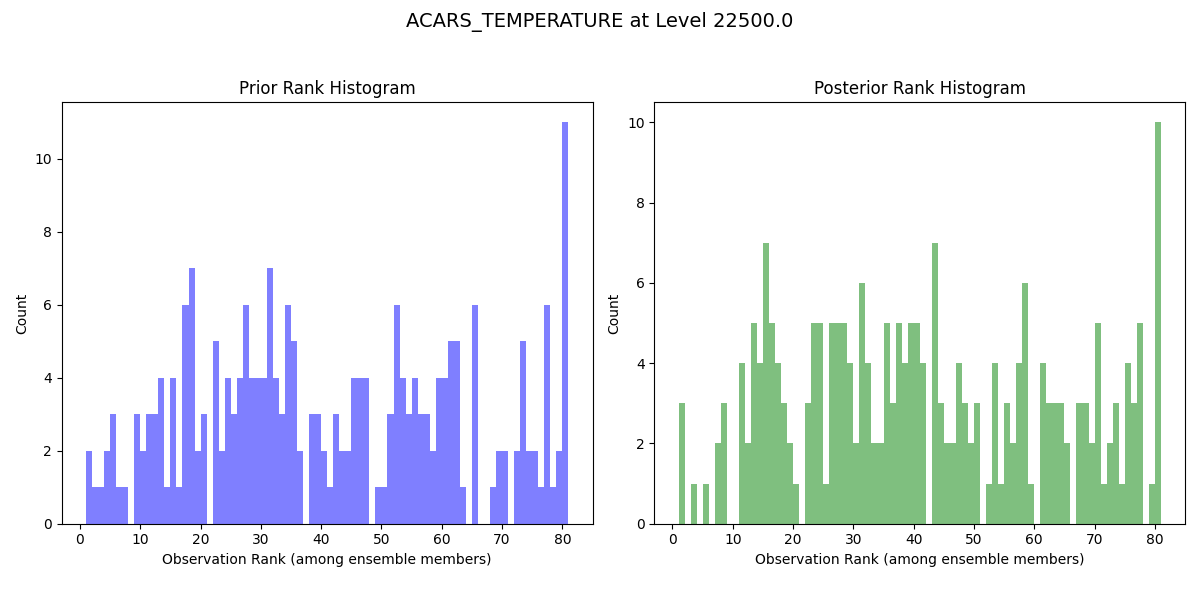 ACARS_TEMPERATURE at Level 22500.0
Prior Rank Histogram
Count
0 2 4 6 8 10
0 10 20 30 40 50 60 70 80
Observation Rank (among ensemble members)
Posterior Rank Histogram
Count
0 2 4 6 8 10
0 10 20 30 40 50 60 70 80
Observation Rank (among ensemble members)